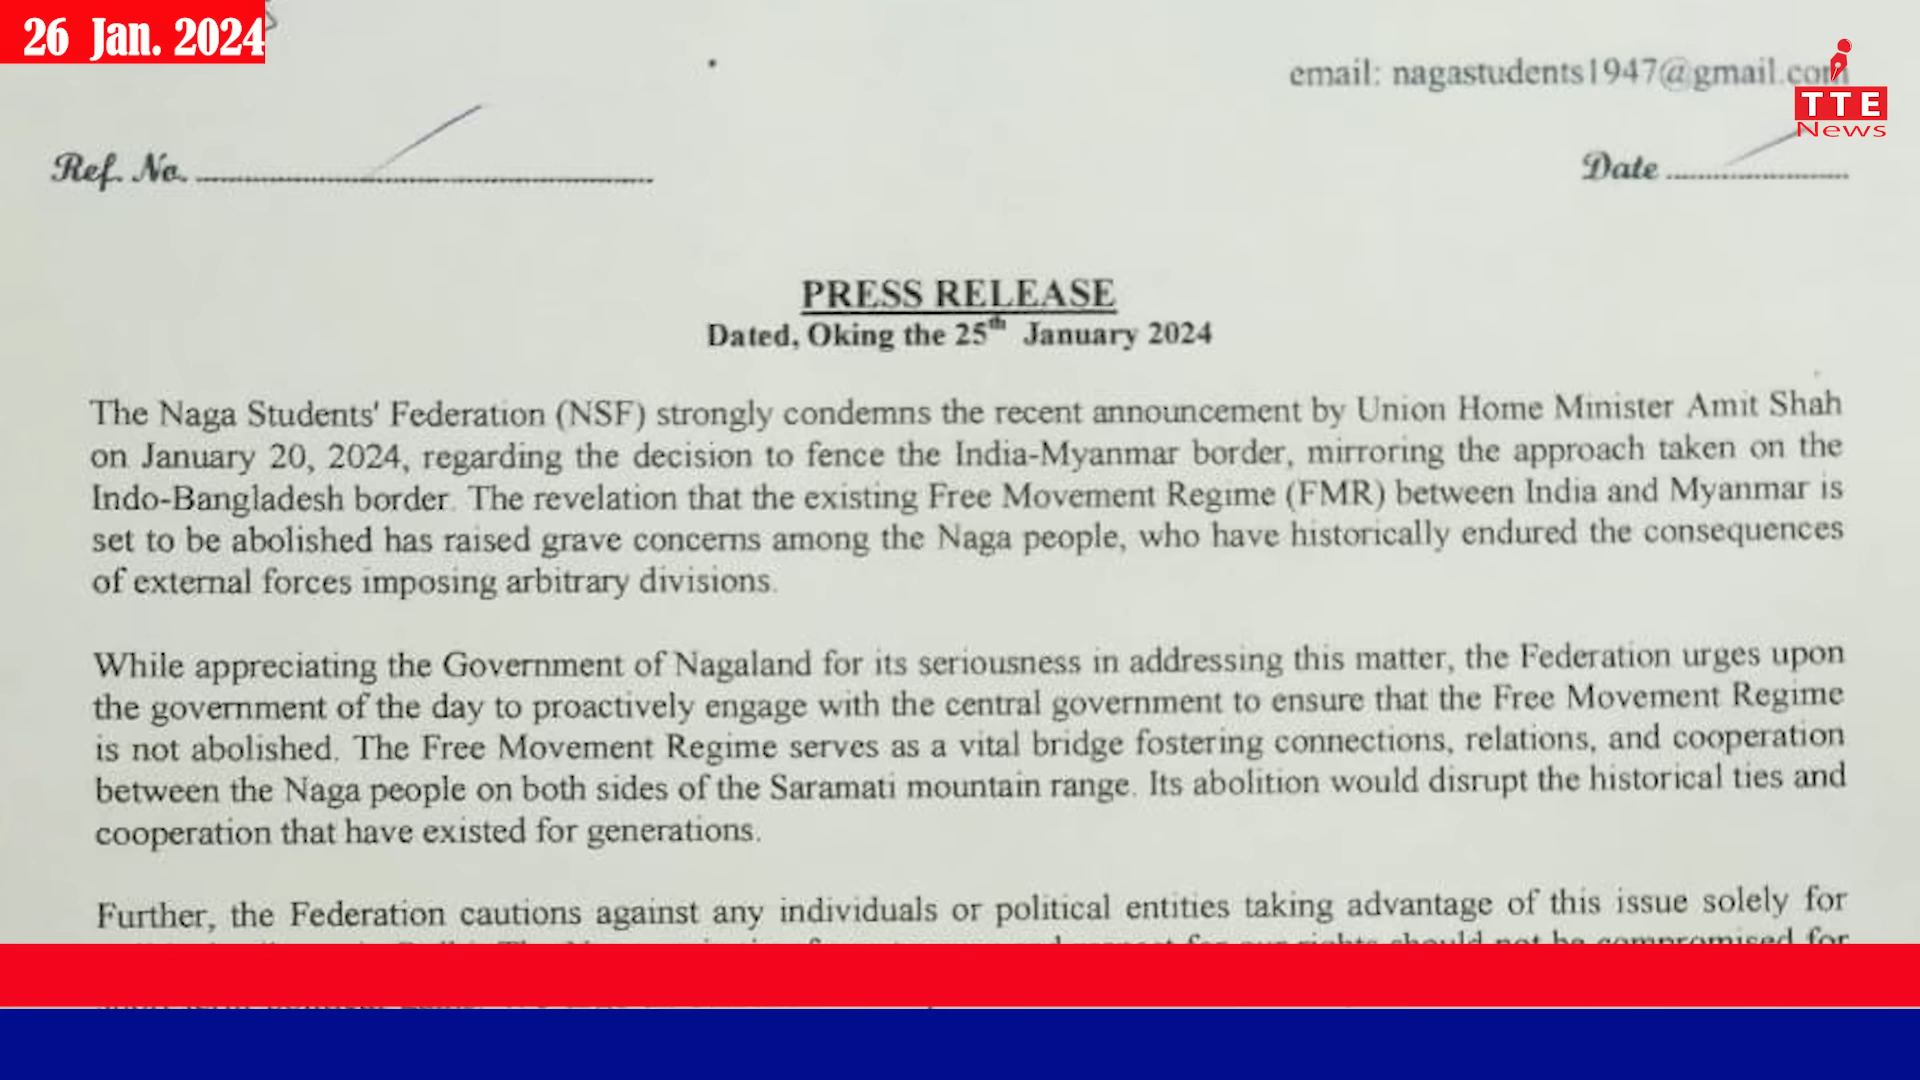 26 Jan. 2024
email: nagastudents1947@gmail.com
TTE
News
Ref. No.
Date
PRESS RELEASE
Dated, Oking the 25th January 2024
The Naga Students' Federation (NSF) strongly condemns the recent announcement by Union Home Minister Amit Shah
on January 20, 2024, regarding the decision to fence the India-Myanmar border, mirroring the approach taken on the
Indo-Bangladesh border. The revelation that the existing Free Movement Regime (FMR) between India and Myanmar is
set to be abolished has raised grave concerns among the Naga people, who have historically endured the consequences
of external forces imposing arbitrary divisions.
While appreciating the Government of Nagaland for its seriousness in addressing this matter, the Federation urges upon
the government of the day to proactively engage with the central government to ensure that the Free Movement Regime
is not abolished. The Free Movement Regime serves as a vital bridge fostering connections, relations, and cooperation
between the Naga people on both sides of the Saramati mountain range. Its abolition would disrupt the historical ties and
cooperation that have existed for generations.
Further, the Federation cautions against any individuals or political entities taking advantage of this issue solely for
should not be compromised for